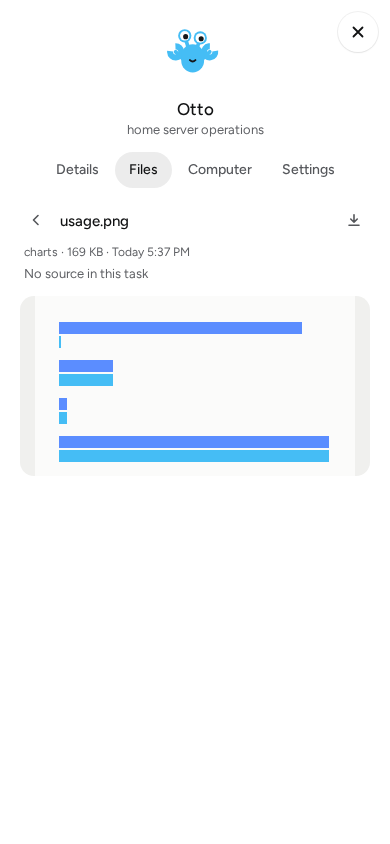 Otto
home server operations
Details Files Computer Settings
usage.png
charts · 169 KB · Today 5:37 PM
No source in this task